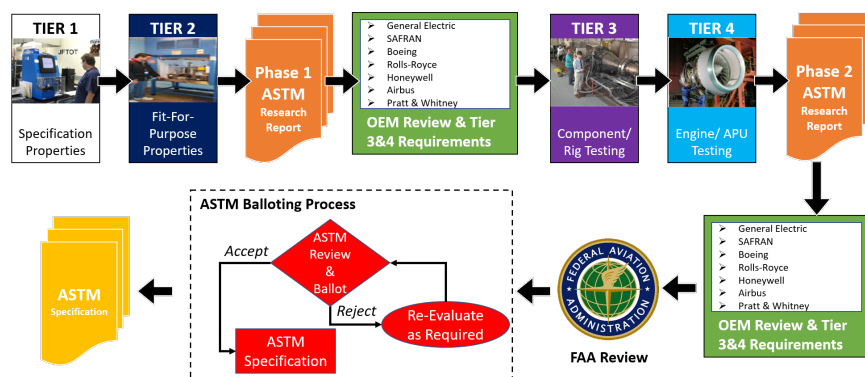 TIER 1
JFTOT
Specification
Properties
TIER 2
Fit-For-
Purpose
Properties
Phase 1
ASTM
Research
Report
➢ General Electric
➢ SAFRAN
➢ Boeing
➢ Rolls-Royce
➢ Honeywell
➢ Airbus
➢ Pratt & Whitney
OEM Review & Tier
3&4 Requirements
TIER 3
Component/
Rig Testing
TIER 4
Engine/ APU
Testing
Phase 2
ASTM
Research
Report
➢ General Electric
➢ SAFRAN
➢ Boeing
➢ Rolls-Royce
➢ Honeywell
➢ Airbus
➢ Pratt & Whitney
OEM Review & Tier
3&4 Requirements
FEDERAL AVIATION
ADMINISTRATION
FAA Review
ASTM Balloting Process
Accept
ASTM
Review
&
Ballot
Reject
Re-Evaluate
as Required
ASTM
Specification
ASTM
Specification